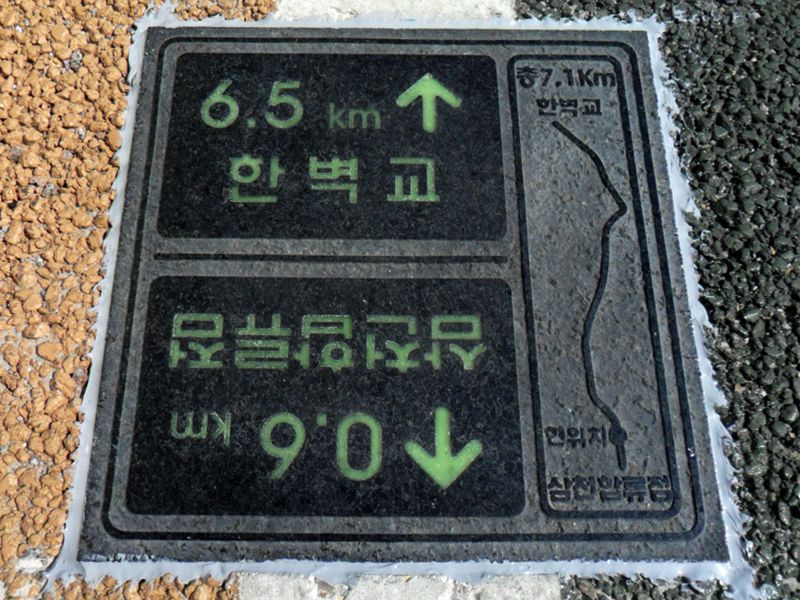 6.5 km ↑
한벽교
↑ 0.6 km
삼천합류점
총7.1Km
한벽교
현위치
삼천합류점